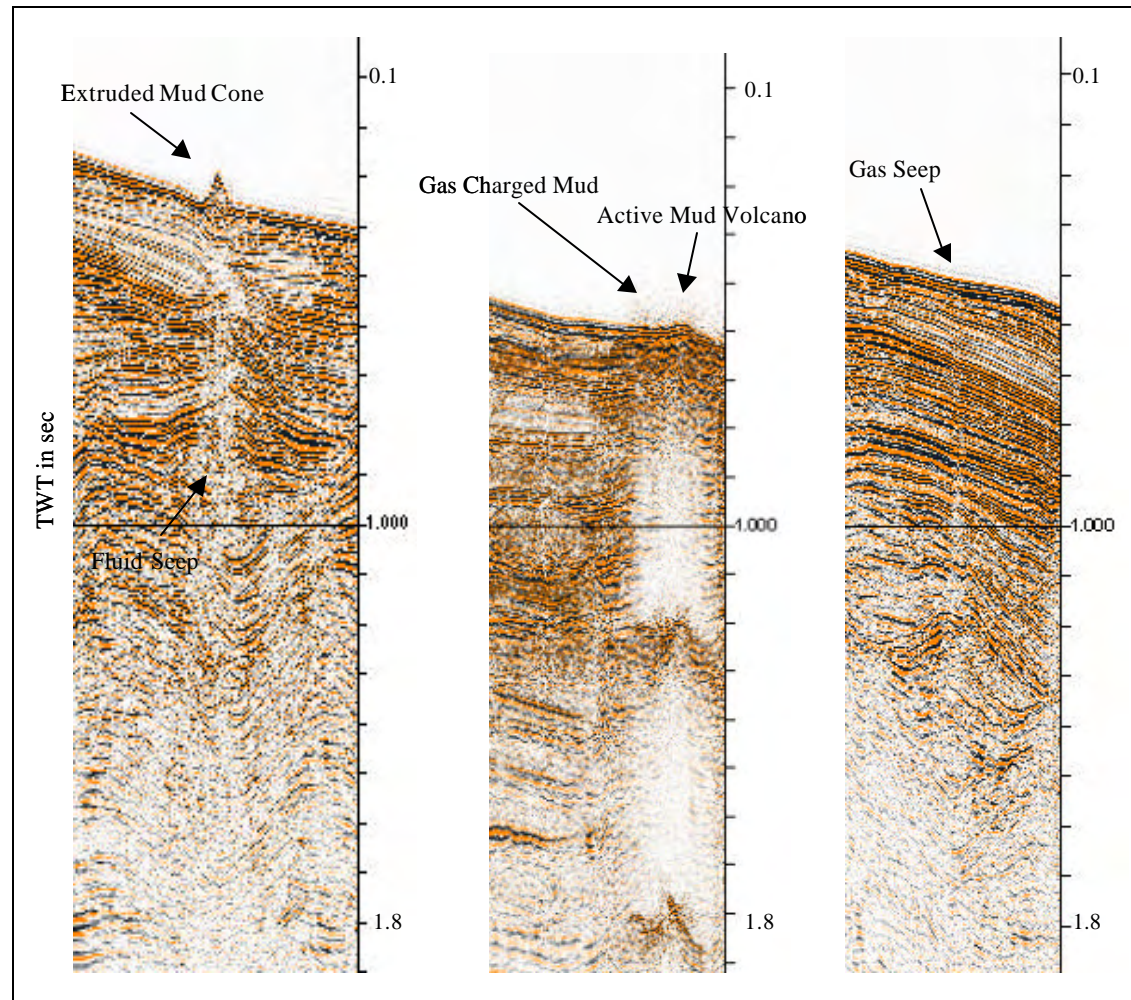 Extruded Mud Cone
0.1
TWT in sec
1.000
Fluid Seep
1.8
0.1
Gas Charged Mud
Active Mud Volcano
1.000
1.8
0.1
Gas Seep
1.000
1.8